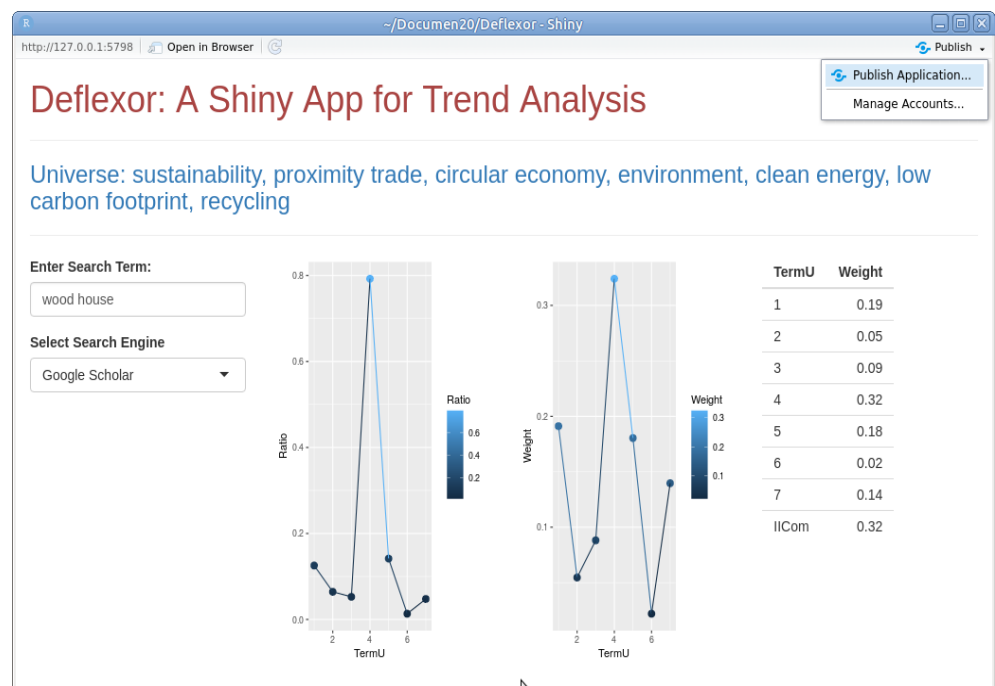 ~/Documen20/Deflexor - Shiny
http://127.0.0.1:5798 Open in Browser Publish
Publish Application...
Manage Accounts...
Deflexor: A Shiny App for Trend Analysis
Universe: sustainability, proximity trade, circular economy, environment, clean energy, low
carbon footprint, recycling
Enter Search Term:
wood house
Select Search Engine
Google Scholar
0.8
0.6
0.4
0.2
0.0
Ratio
2 4 6
TermU
Ratio
0.6
0.4
0.2
0.3
0.2
0.1
Weight
2 4 6
TermU
Weight
0.3
0.2
0.1
TermU Weight
1 0.19
2 0.05
3 0.09
4 0.32
5 0.18
6 0.02
7 0.14
IICom 0.32